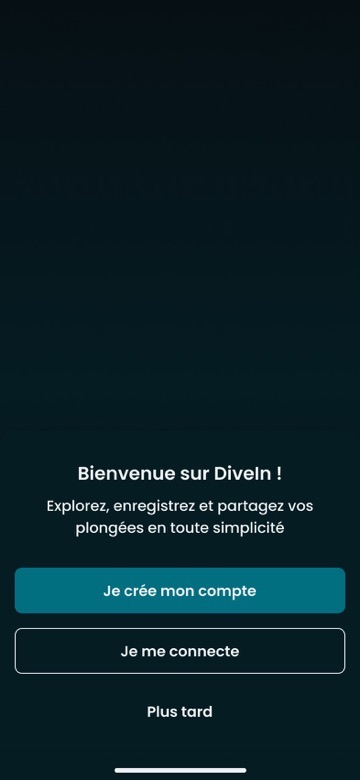 Bienvenue sur DiveIn !
Explorez, enregistrez et partagez vos
plongées en toute simplicité
Je crée mon compte
Je me connecte
Plus tard